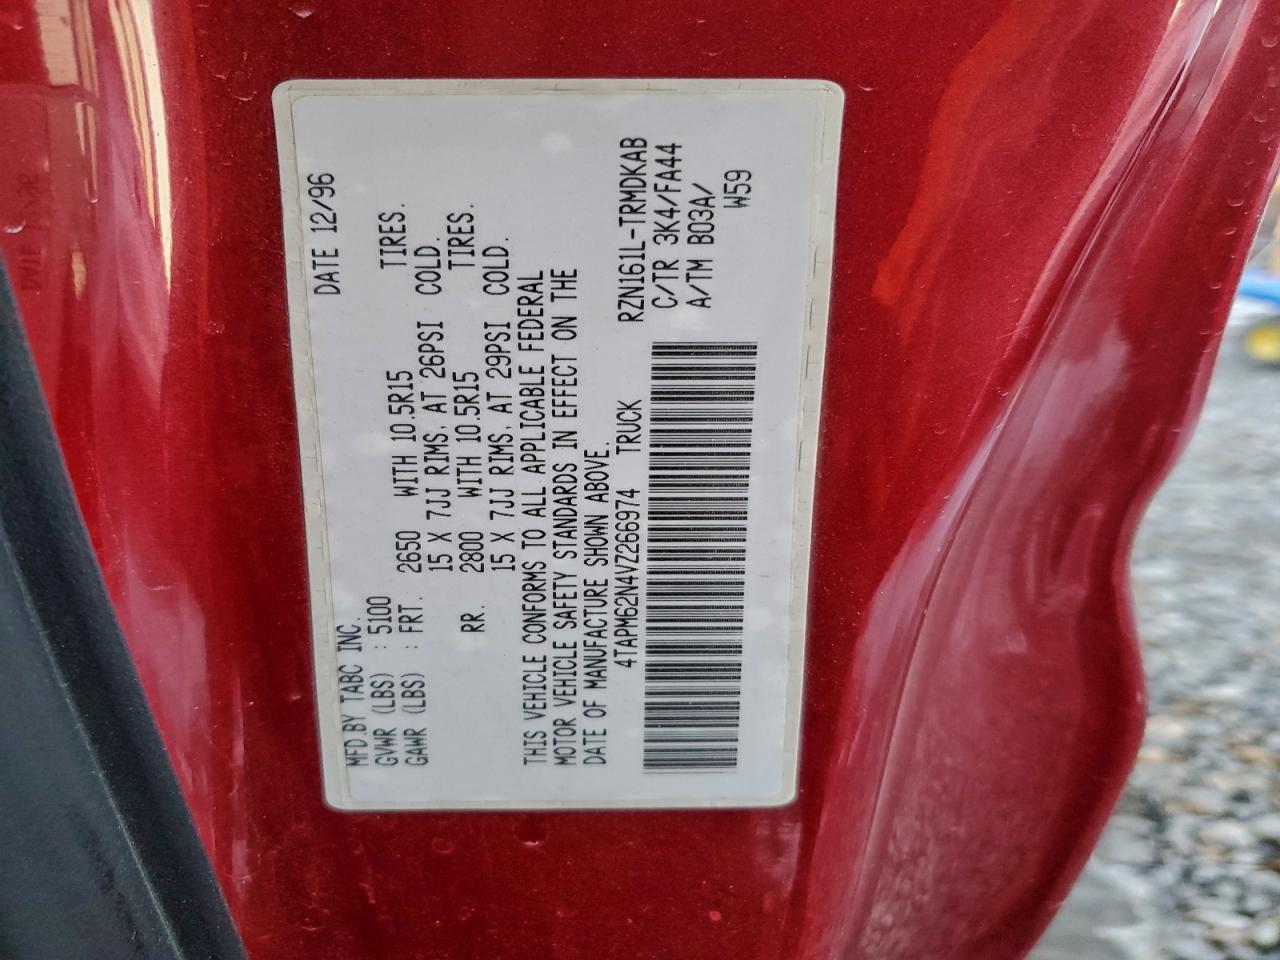 DATE 12/96
MFD.BY TABC INC.
GVWR (LBS) : 5100
GAWR (LBS) : FRT. 2650 WITH 10.5R15 TIRES.
15 X 7JJ RIMS, AT 26PSI COLD.
RR. 2800 WITH 10.5R15 TIRES.
15 X 7JJ RIMS, AT 29PSI COLD.
THIS VEHICLE CONFORMS TO ALL APPLICABLE FEDERAL
MOTOR VEHICLE SAFETY STANDARDS IN EFFECT ON THE
DATE OF MANUFACTURE SHOWN ABOVE.
4TAPM62N4VZ266974 TRUCK
RZN161L-TRMDKAB
C/TR 3K4/FA44
A/TM B03A/
W59